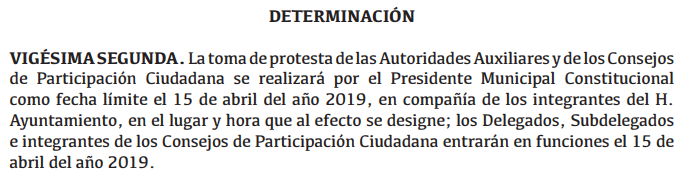 DETERMINACIÓN
VIGÉSIMA SEGUNDA. La toma de protesta de las Autoridades Auxiliares y de los Consejos
de Participación Ciudadana se realizará por el Presidente Municipal Constitucional
como fecha límite el 15 de abril del año 2019, en compañía de los integrantes del H.
Ayuntamiento, en el lugar y hora que al efecto se designe; los Delegados, Subdelegados
e integrantes de los Consejos de Participación Ciudadana entrarán en funciones el 15 de
abril del año 2019.